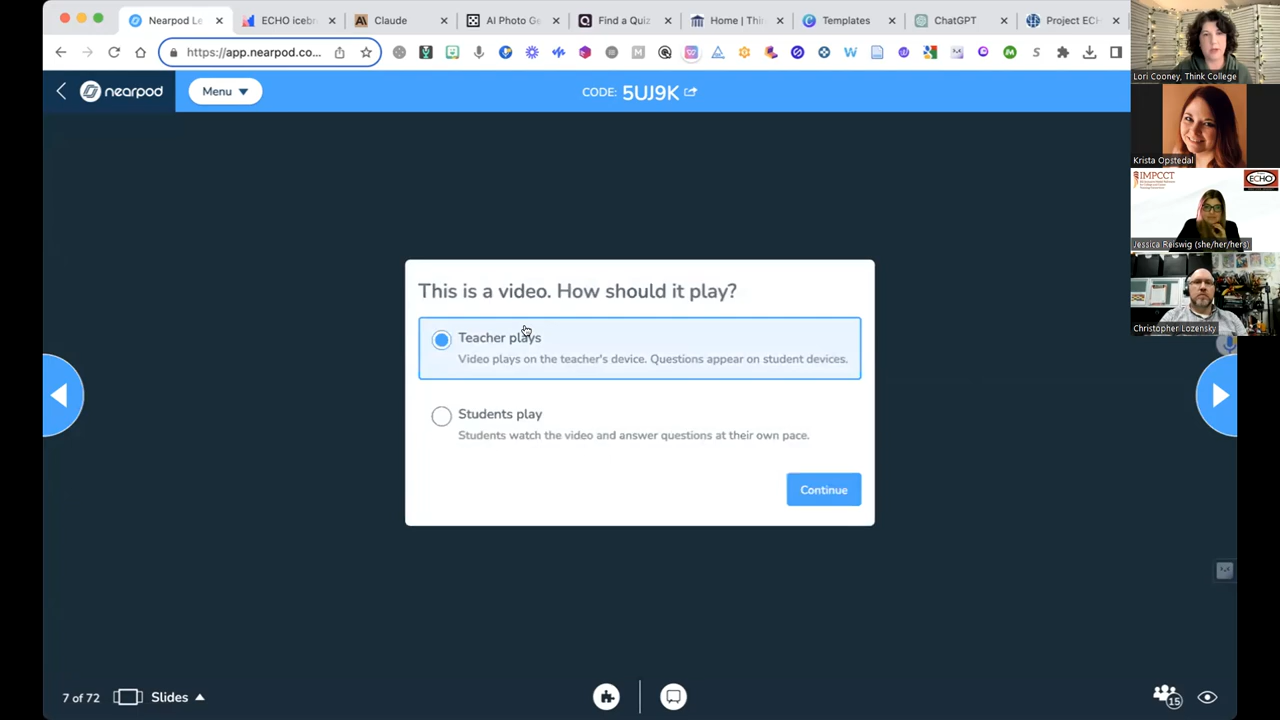 Nearpod Le
ECHO icebr
Claude
AI Photo Ge
Find a Quiz
Home | Thin
Templates
ChatGPT
Project ECH
https://app.nearpod.co...
nearpod
Menu
CODE: 5UJ9K
Lori Cooney, Think College
Krista Opstedal
IMPCCT
ECHO
Jessica Reiswig (she/her/hers)
Christopher Lozensky
This is a video. How should it play?
Teacher plays
Video plays on the teacher's device. Questions appear on student devices.
Students play
Students watch the video and answer questions at their own pace.
Continue
7 of 72
Slides
15